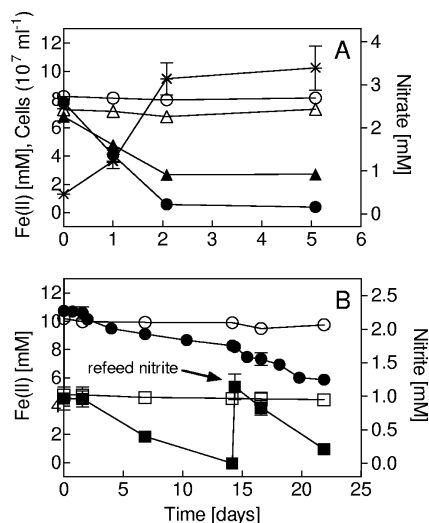 A
Fe(II) [mM], Cells (10⁷ ml⁻¹)
12
10
8
6
4
2
0
4
3
2
1
0
Nitrate [mM]
0 1 2 3 4 5 6
B
Fe(II) [mM]
12
10
8
6
4
2
0
refeed nitrite
2.5
2.0
1.5
1.0
0.5
0.0
Nitrite [mM]
0 5 10 15 20 25
Time [days]